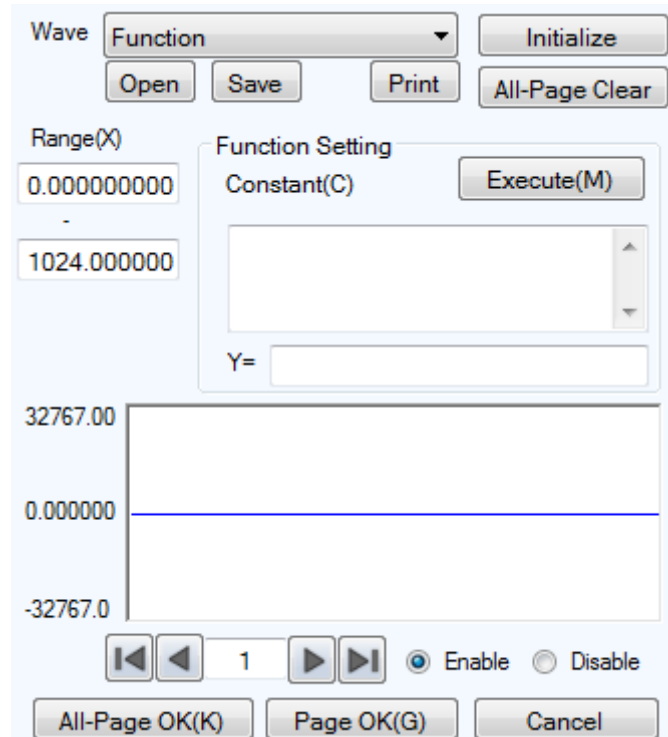 Wave Function Initialize
Open Save Print All-Page Clear
Range(X)
Function Setting
0.000000000 Constant(C) Execute(M)
-
1024.000000
Y=
32767.00
0.000000
-32767.0
1 Enable Disable
All-Page OK(K) Page OK(G) Cancel